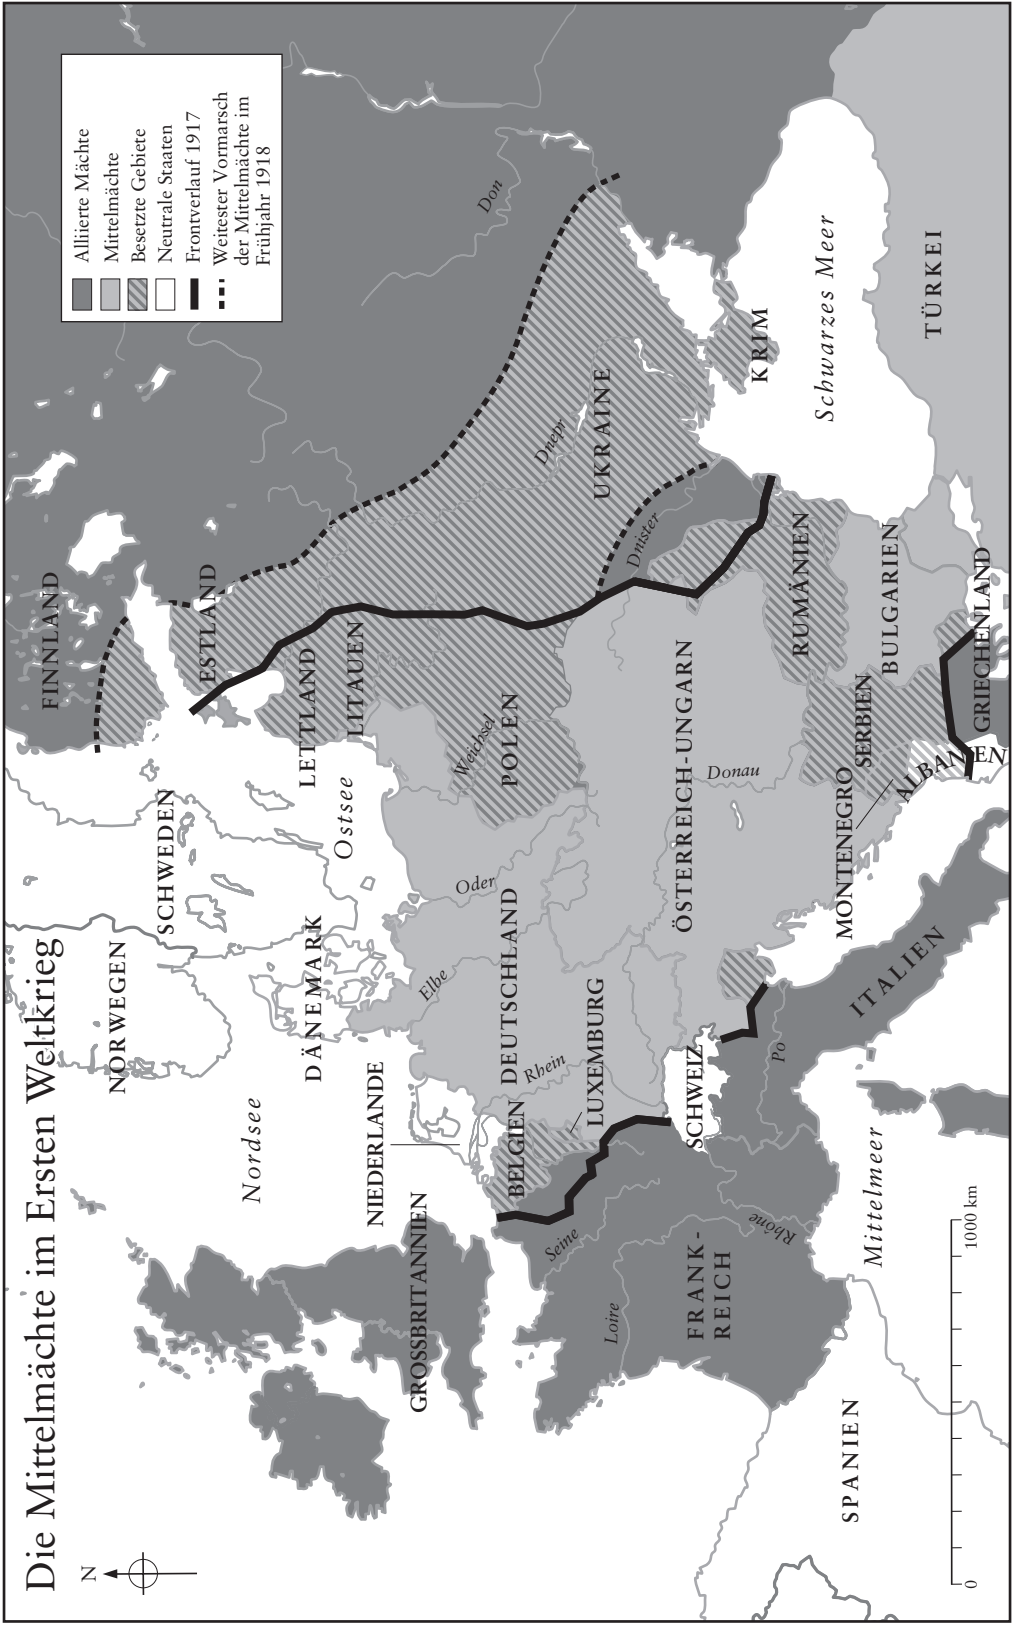 Die Mittelmächte im Ersten Weltkrieg
N
Alliierte Mächte
Mittelmächte
Besetzte Gebiete
Neutrale Staaten
Frontverlauf 1917
Weitester Vormarsch
der Mittelmächte im
Frühjahr 1918
NORWEGEN
SCHWEDEN
FINNLAND
ESTLAND
Nordsee
DÄNEMARK
Ostsee
LETTLAND
LITAUEN
NIEDERLANDE
GROSSBRITANNIEN
Elbe
Oder
Weichsel
POLEN
Don
BELGIEN
DEUTSCHLAND
Rhein
LUXEMBURG
Dnepr
UKRAINE
Seine
Loire
Dnister
FRANK-
REICH
SCHWEIZ
ÖSTERREICH-UNGARN
Donau
Rhône
Po
KRIM
RUMÄNIEN
Schwarzes Meer
SPANIEN
Mittelmeer
ITALIEN
MONTENEGRO
SERBIEN
BULGARIEN
ALBANIEN
TÜRKEI
GRIECHENLAND
0
1000 km